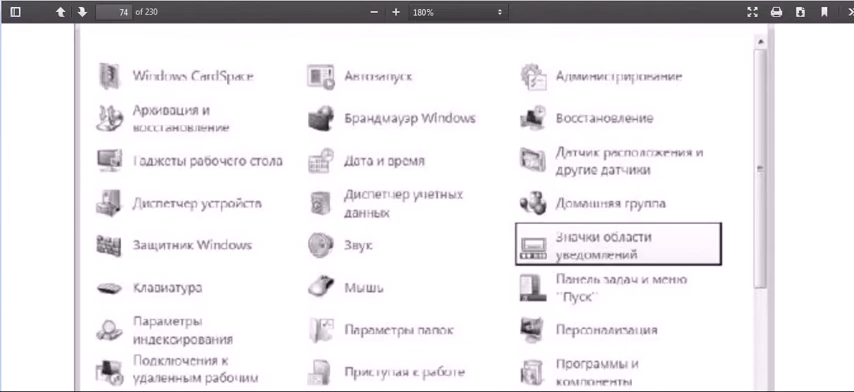 74 of 230
180%
Windows CardSpace
Автозапуск
Администрирование
Архивация и
восстановление
Брандмауэр Windows
Восстановление
Гаджеты рабочего стола
Дата и время
Датчик расположения и
другие датчики
Диспетчер устройств
Диспетчер учетных
данных
Домашняя группа
Защитник Windows
Звук
Значки области
уведомлений
Клавиатура
Мышь
Панель задач и меню
"Пуск"
Параметры
индексирования
Параметры папок
Персонализация
Подключения к
удаленным рабочим
Приступая к работе
Программы и
компоненты